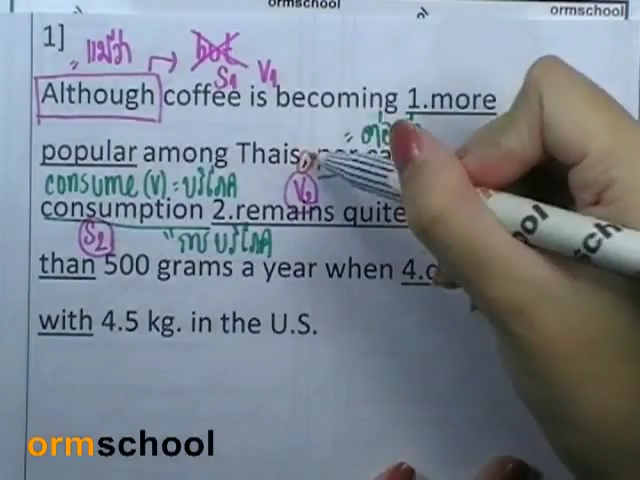 ormschool
ormschool
1]
แม้ว่า
but
S1 V1
Although coffee is becoming 1.more
popular among Thais, per
consume (V) = บริโภค
V2
consumption 2.remains quite
S2
การบริโภค
than 500 grams a year when 4.
with 4.5 kg. in the U.S.
ormschool